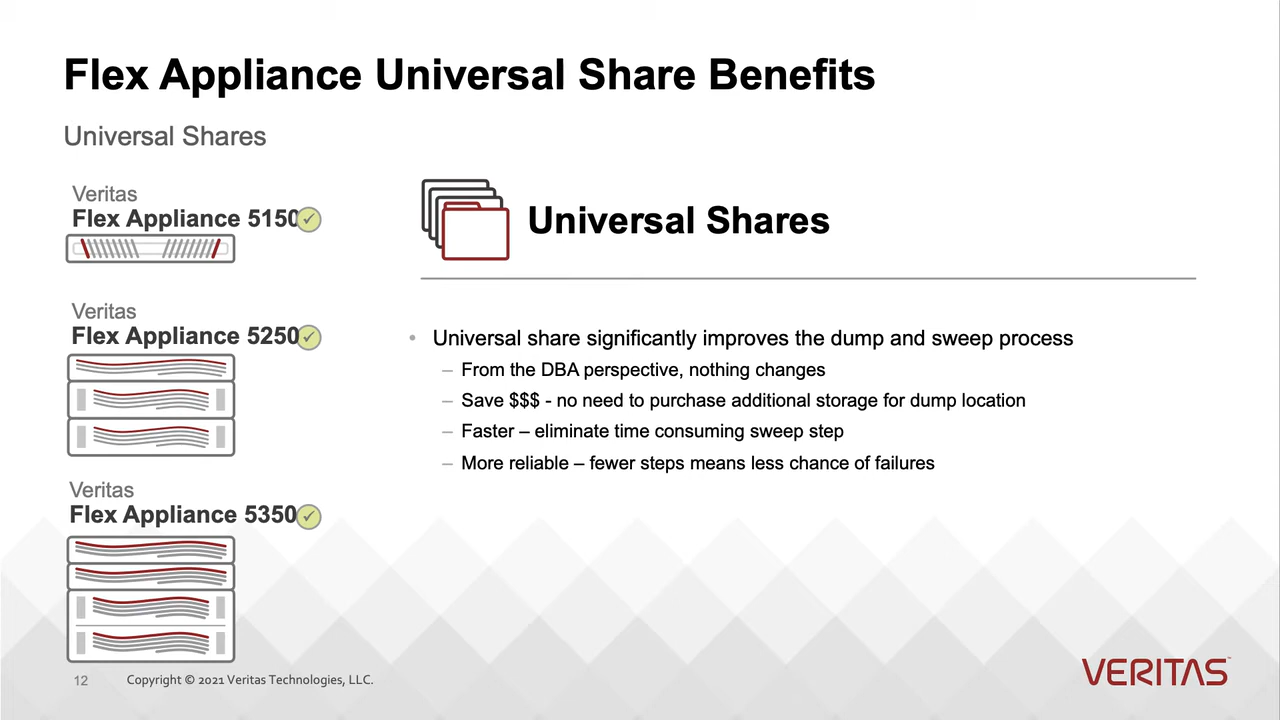 Flex Appliance Universal Share Benefits
Universal Shares
Veritas
Flex Appliance 5150
Veritas
Flex Appliance 5250
Veritas
Flex Appliance 5350
Universal Shares
• Universal share significantly improves the dump and sweep process
– From the DBA perspective, nothing changes
– Save $$$ - no need to purchase additional storage for dump location
– Faster – eliminate time consuming sweep step
– More reliable – fewer steps means less chance of failures
12
Copyright © 2021 Veritas Technologies, LLC.
VERITAS™